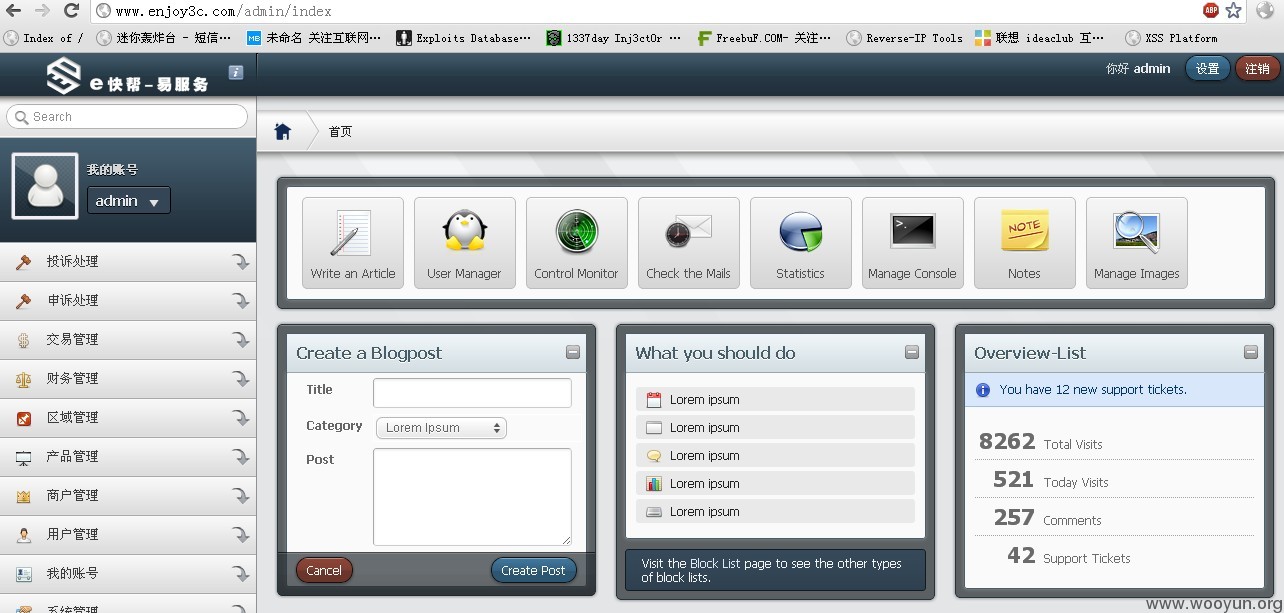 www.enjoy3c.com/admin/index
ABP
Index of /
迷你轰炸台 - 短信…
MB 未命名 关注互联网…
Exploits Database…
1337day Inj3ct0r …
FreebuF.COM- 关注…
Reverse-IP Tools
联想 ideaclub 互…
XSS Platform
e快帮-易服务
你好 admin
设置
注销
Search
首页
我的账号
admin
投诉处理
申诉处理
交易管理
财务管理
区域管理
产品管理
商户管理
用户管理
我的账号
系统管理
Write an Article
User Manager
Control Monitor
Check the Mails
Statistics
Manage Console
NOTE
Notes
Manage Images
Create a Blogpost
Title
Category
Lorem Ipsum
Post
Cancel
Create Post
What you should do
Lorem ipsum
Lorem ipsum
Lorem ipsum
Lorem ipsum
Lorem ipsum
Visit the Block List page to see the other types
of block lists.
Overview-List
You have 12 new support tickets.
8262 Total Visits
521 Today Visits
257 Comments
42 Support Tickets
www.wooyun.org